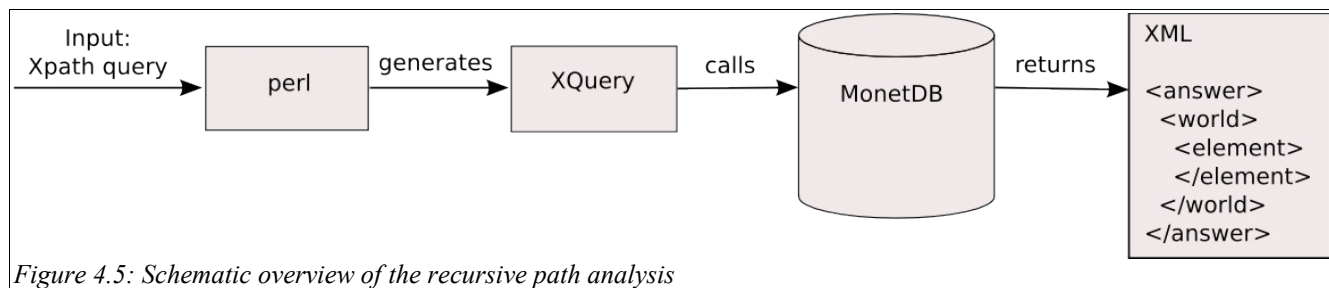 Input:
Xpath query
perl
generates
XQuery
calls
MonetDB
returns
XML
<answer>
<world>
<element>
</element>
</world>
</answer>
Figure 4.5: Schematic overview of the recursive path analysis